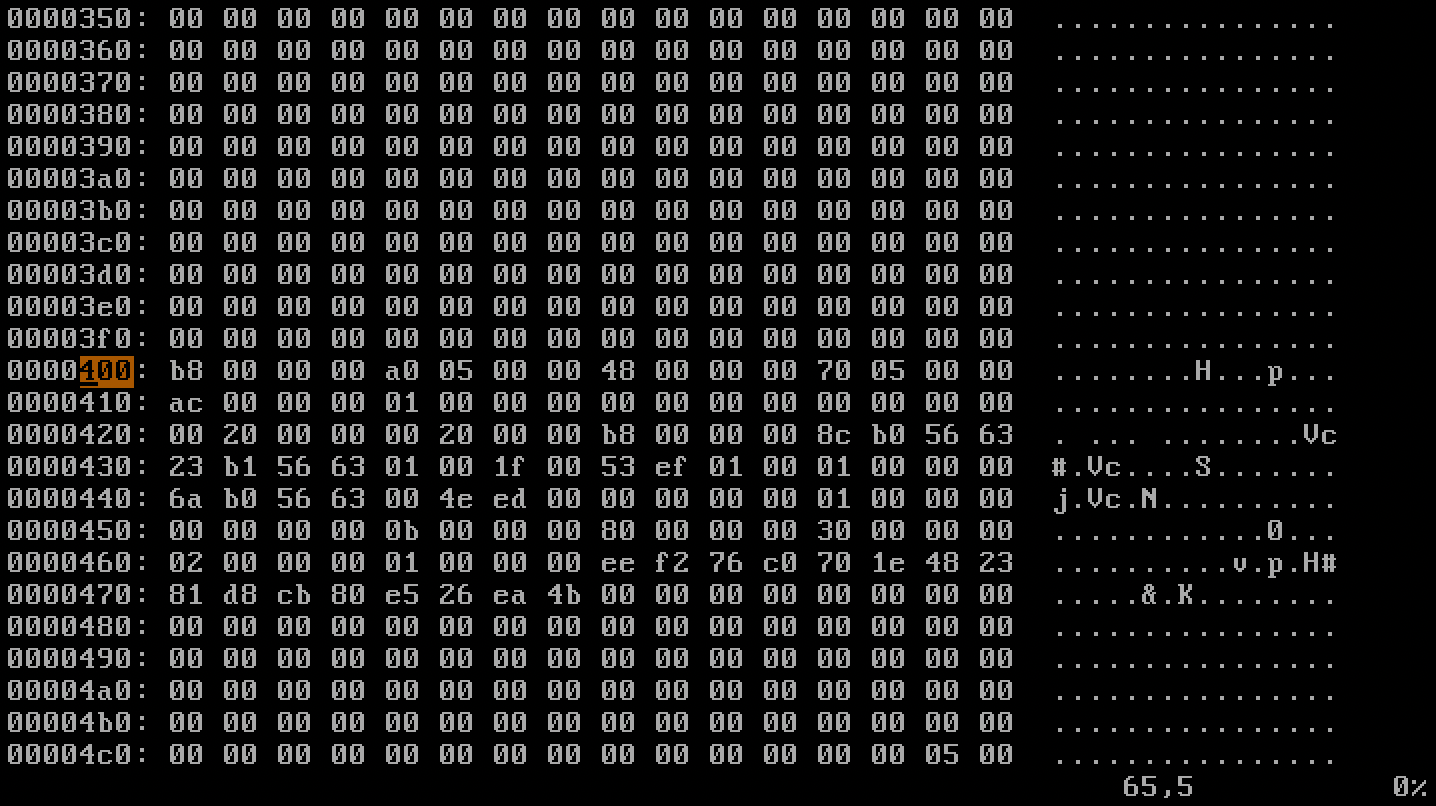 0000350: 00 00 00 00 00 00 00 00 00 00 00 00 00 00 00 00  ................
0000360: 00 00 00 00 00 00 00 00 00 00 00 00 00 00 00 00  ................
0000370: 00 00 00 00 00 00 00 00 00 00 00 00 00 00 00 00  ................
0000380: 00 00 00 00 00 00 00 00 00 00 00 00 00 00 00 00  ................
0000390: 00 00 00 00 00 00 00 00 00 00 00 00 00 00 00 00  ................
00003a0: 00 00 00 00 00 00 00 00 00 00 00 00 00 00 00 00  ................
00003b0: 00 00 00 00 00 00 00 00 00 00 00 00 00 00 00 00  ................
00003c0: 00 00 00 00 00 00 00 00 00 00 00 00 00 00 00 00  ................
00003d0: 00 00 00 00 00 00 00 00 00 00 00 00 00 00 00 00  ................
00003e0: 00 00 00 00 00 00 00 00 00 00 00 00 00 00 00 00  ................
00003f0: 00 00 00 00 00 00 00 00 00 00 00 00 00 00 00 00  ................
0000400: b8 00 00 00 a0 05 00 00 48 00 00 00 70 05 00 00  ........H...p...
0000410: ac 00 00 00 01 00 00 00 00 00 00 00 00 00 00 00  ................
0000420: 00 20 00 00 00 20 00 00 b8 00 00 00 8c b0 56 63  . ... ........Vc
0000430: 23 b1 56 63 01 00 1f 00 53 ef 01 00 01 00 00 00  #.Vc....S.......
0000440: 6a b0 56 63 00 4e ed 00 00 00 00 00 01 00 00 00  j.Vc.N..........
0000450: 00 00 00 00 0b 00 00 00 80 00 00 00 30 00 00 00  ............0...
0000460: 02 00 00 00 01 00 00 00 ee f2 76 c0 70 1e 48 23  ..........v.p.H#
0000470: 81 d8 cb 80 e5 26 ea 4b 00 00 00 00 00 00 00 00  .....&.K........
0000480: 00 00 00 00 00 00 00 00 00 00 00 00 00 00 00 00  ................
0000490: 00 00 00 00 00 00 00 00 00 00 00 00 00 00 00 00  ................
00004a0: 00 00 00 00 00 00 00 00 00 00 00 00 00 00 00 00  ................
00004b0: 00 00 00 00 00 00 00 00 00 00 00 00 00 00 00 00  ................
00004c0: 00 00 00 00 00 00 00 00 00 00 00 00 00 00 05 00  ................
65,5 0%